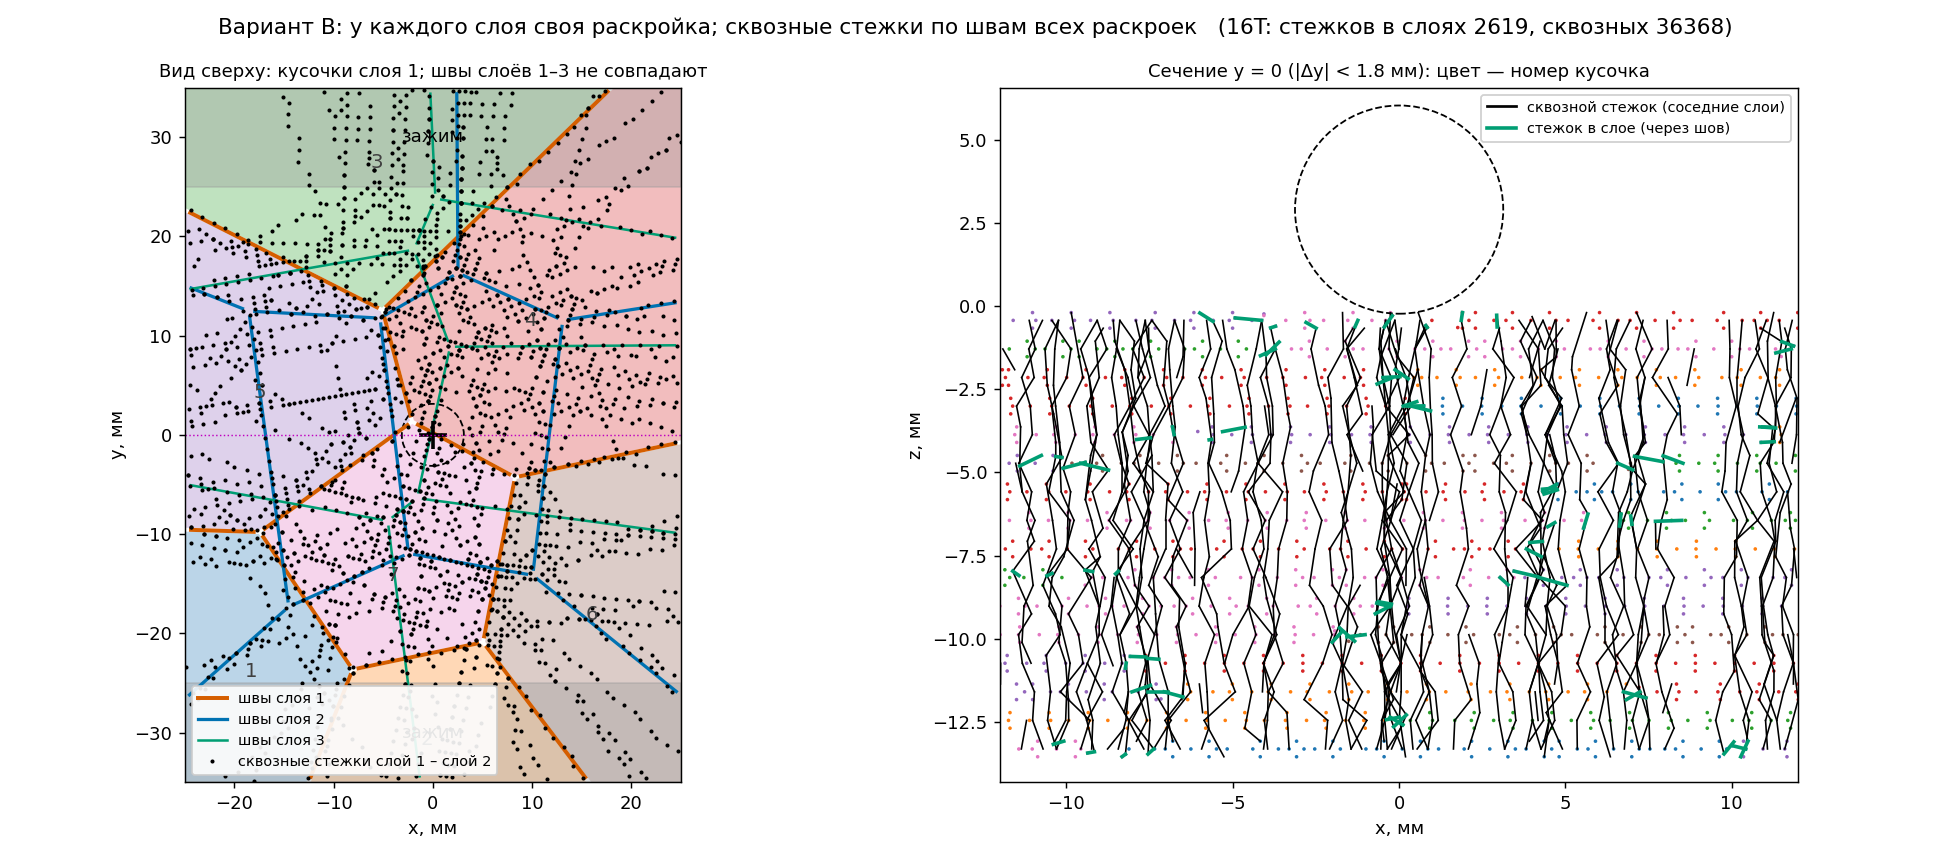 Вариант B: у каждого слоя своя раскройка; сквозные стежки по швам всех раскроек (16T: стежков в слоях 2619, сквозных 36368)
Вид сверху: кусочки слоя 1; швы слоёв 1–3 не совпадают
зажим
3
4
5
7
6
1
зажим
швы слоя 1
швы слоя 2
швы слоя 3
сквозные стежки слой 1 – слой 2
30
20
10
0
−10
−20
−30
y, мм
−20
−10
0
10
20
x, мм
Сечение y = 0 (|Δy| < 1.8 мм): цвет — номер кусочка
сквозной стежок (соседние слои)
стежок в слое (через шов)
5.0
2.5
0.0
−2.5
−5.0
−7.5
−10.0
−12.5
z, мм
−10
−5
0
5
10
x, мм